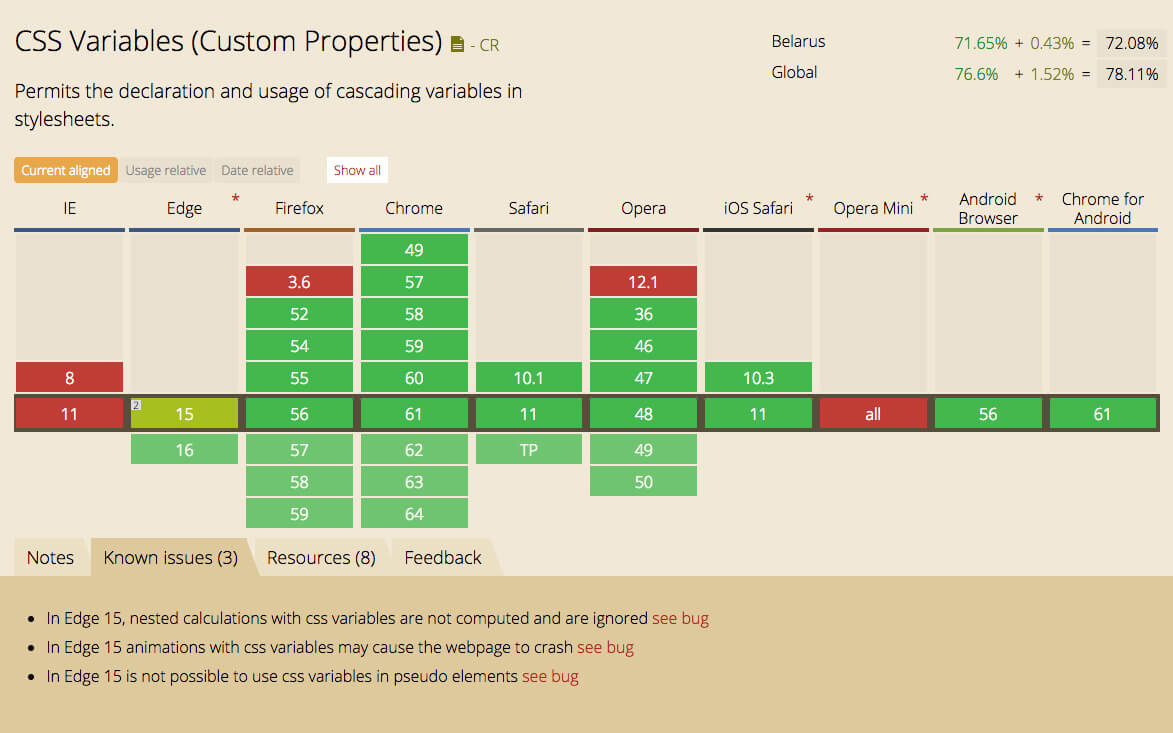 CSS Variables (Custom Properties) - CR
Permits the declaration and usage of cascading variables in
stylesheets.
Belarus 71.65% + 0.43% = 72.08%
Global 76.6% + 1.52% = 78.11%
Current aligned Usage relative Date relative Show all
IE Edge * Firefox Chrome Safari Opera iOS Safari * Opera Mini * Android Browser * Chrome for Android
49
3.6 57 12.1
52 58 36
54 59 46
8 55 60 10.1 47 10.3
11 2 15 56 61 11 48 11 all 56 61
16 57 62 TP 49
58 63 50
59 64
Notes Known issues (3) Resources (8) Feedback
• In Edge 15, nested calculations with css variables are not computed and are ignored see bug
• In Edge 15 animations with css variables may cause the webpage to crash see bug
• In Edge 15 is not possible to use css variables in pseudo elements see bug